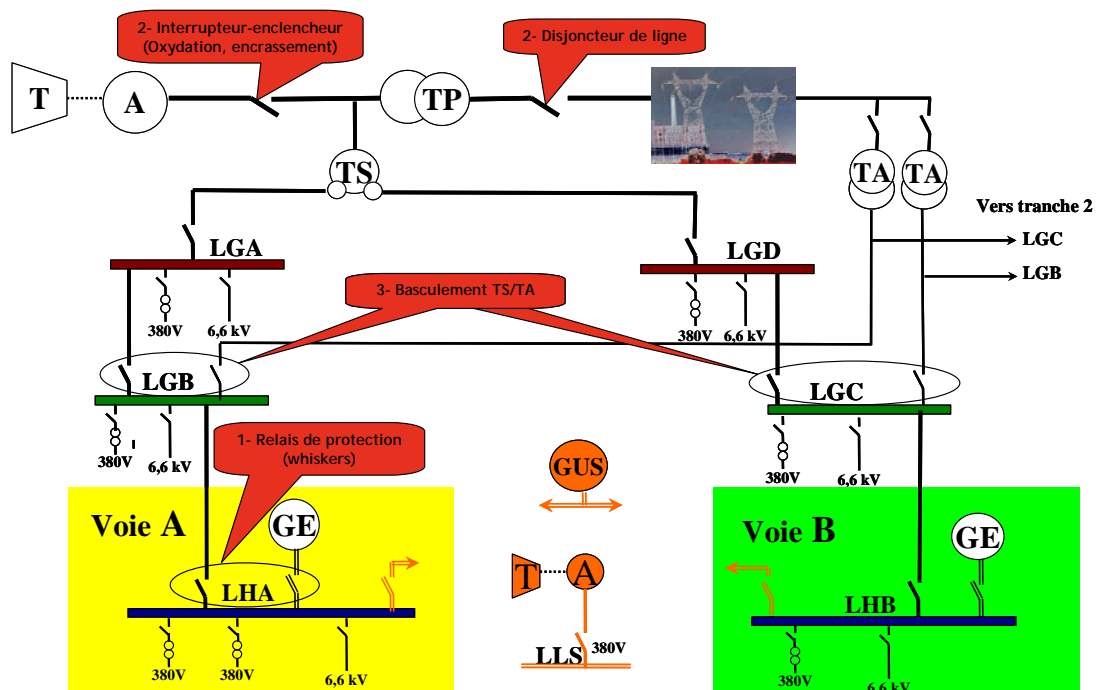 2- Interrupteur-enclencheur
(Oxydation, encrassement)
2- Disjoncteur de ligne
T
A
TP
TS
TA
TA
Vers tranche 2
LGC
LGB
LGA
LGD
3- Basculement TS/TA
380V
6,6 kV
380V
6,6 kV
LGB
LGC
380V
6,6 kV
1- Relais de protection
(whiskers)
380V
6,6 kV
GUS
Voie A
GE
Voie B
GE
T
A
LHA
LHB
LLS
380V
380V
380V
6,6 kV
380V
6,6 kV